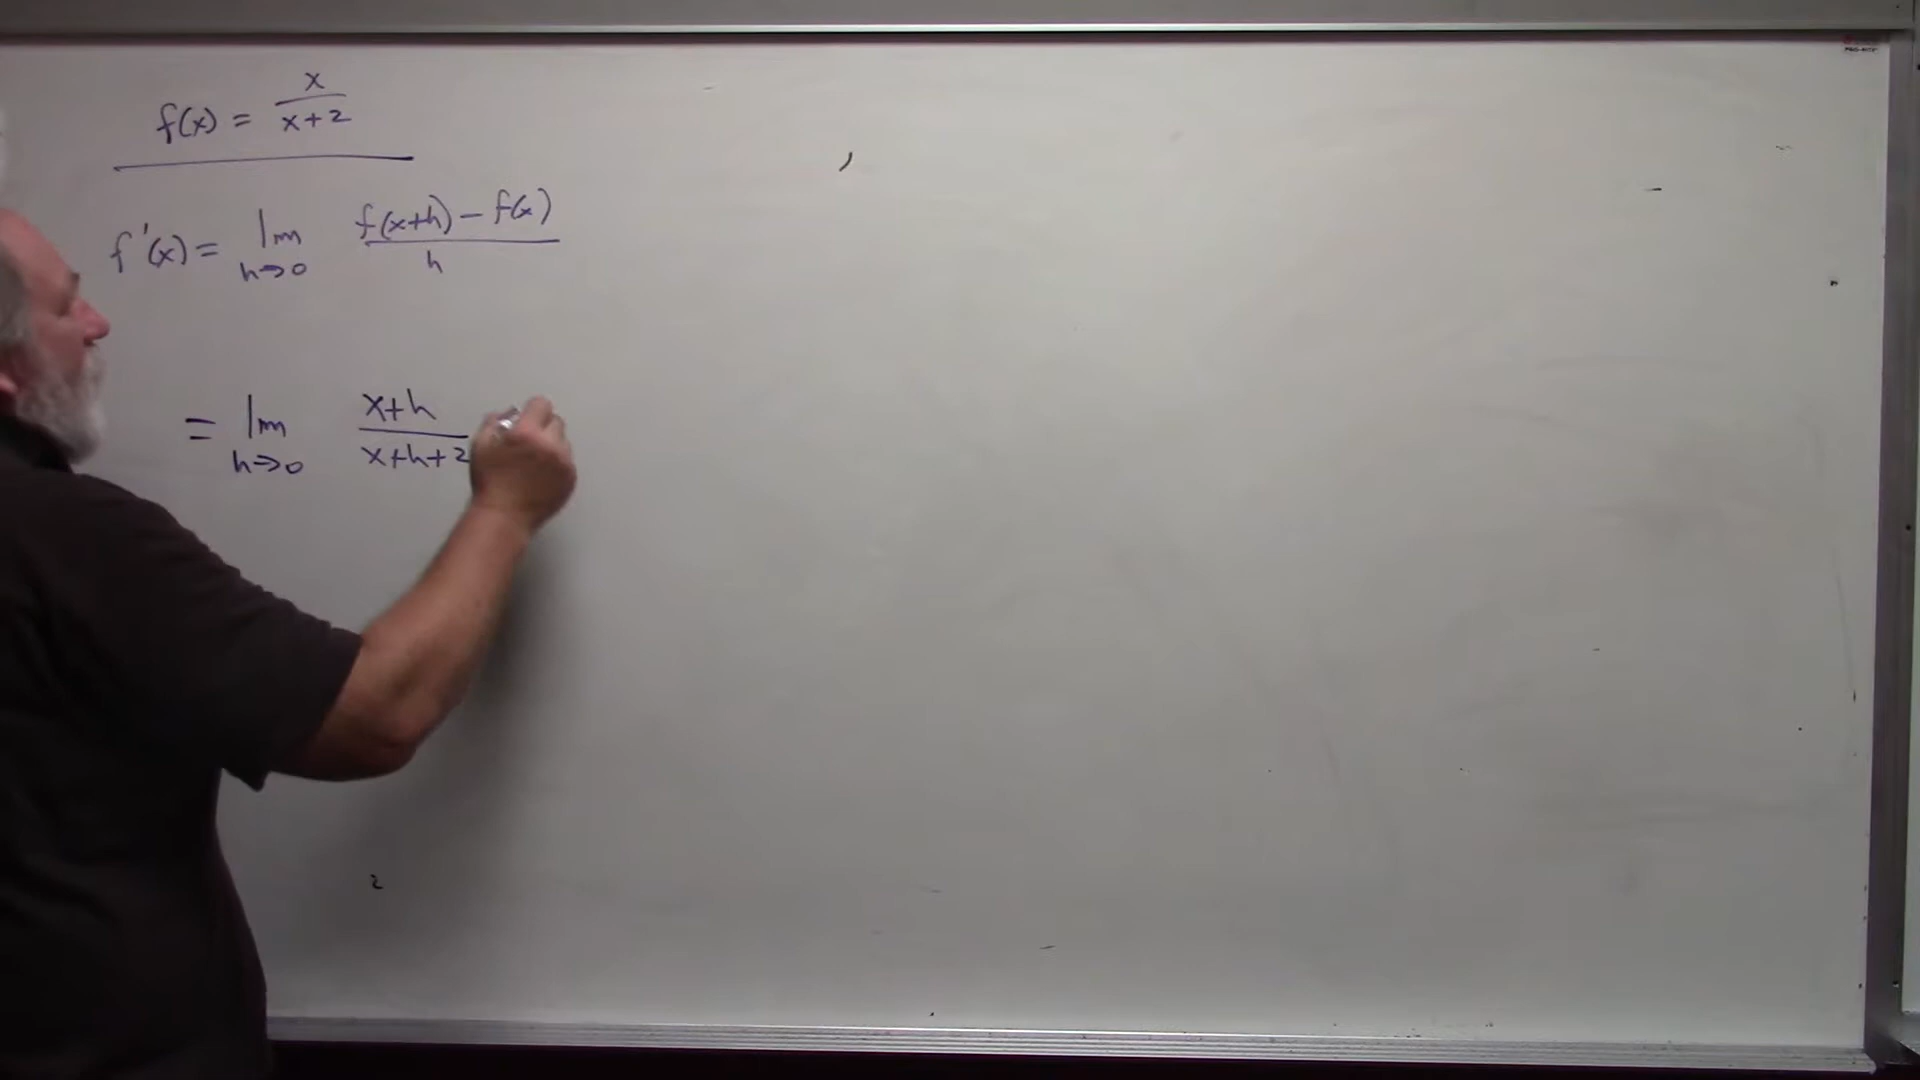 f(x) = x / x+2
f'(x) = lim h→0 f(x+h) - f(x) / h
= lim h→0 x+h / x+h+2